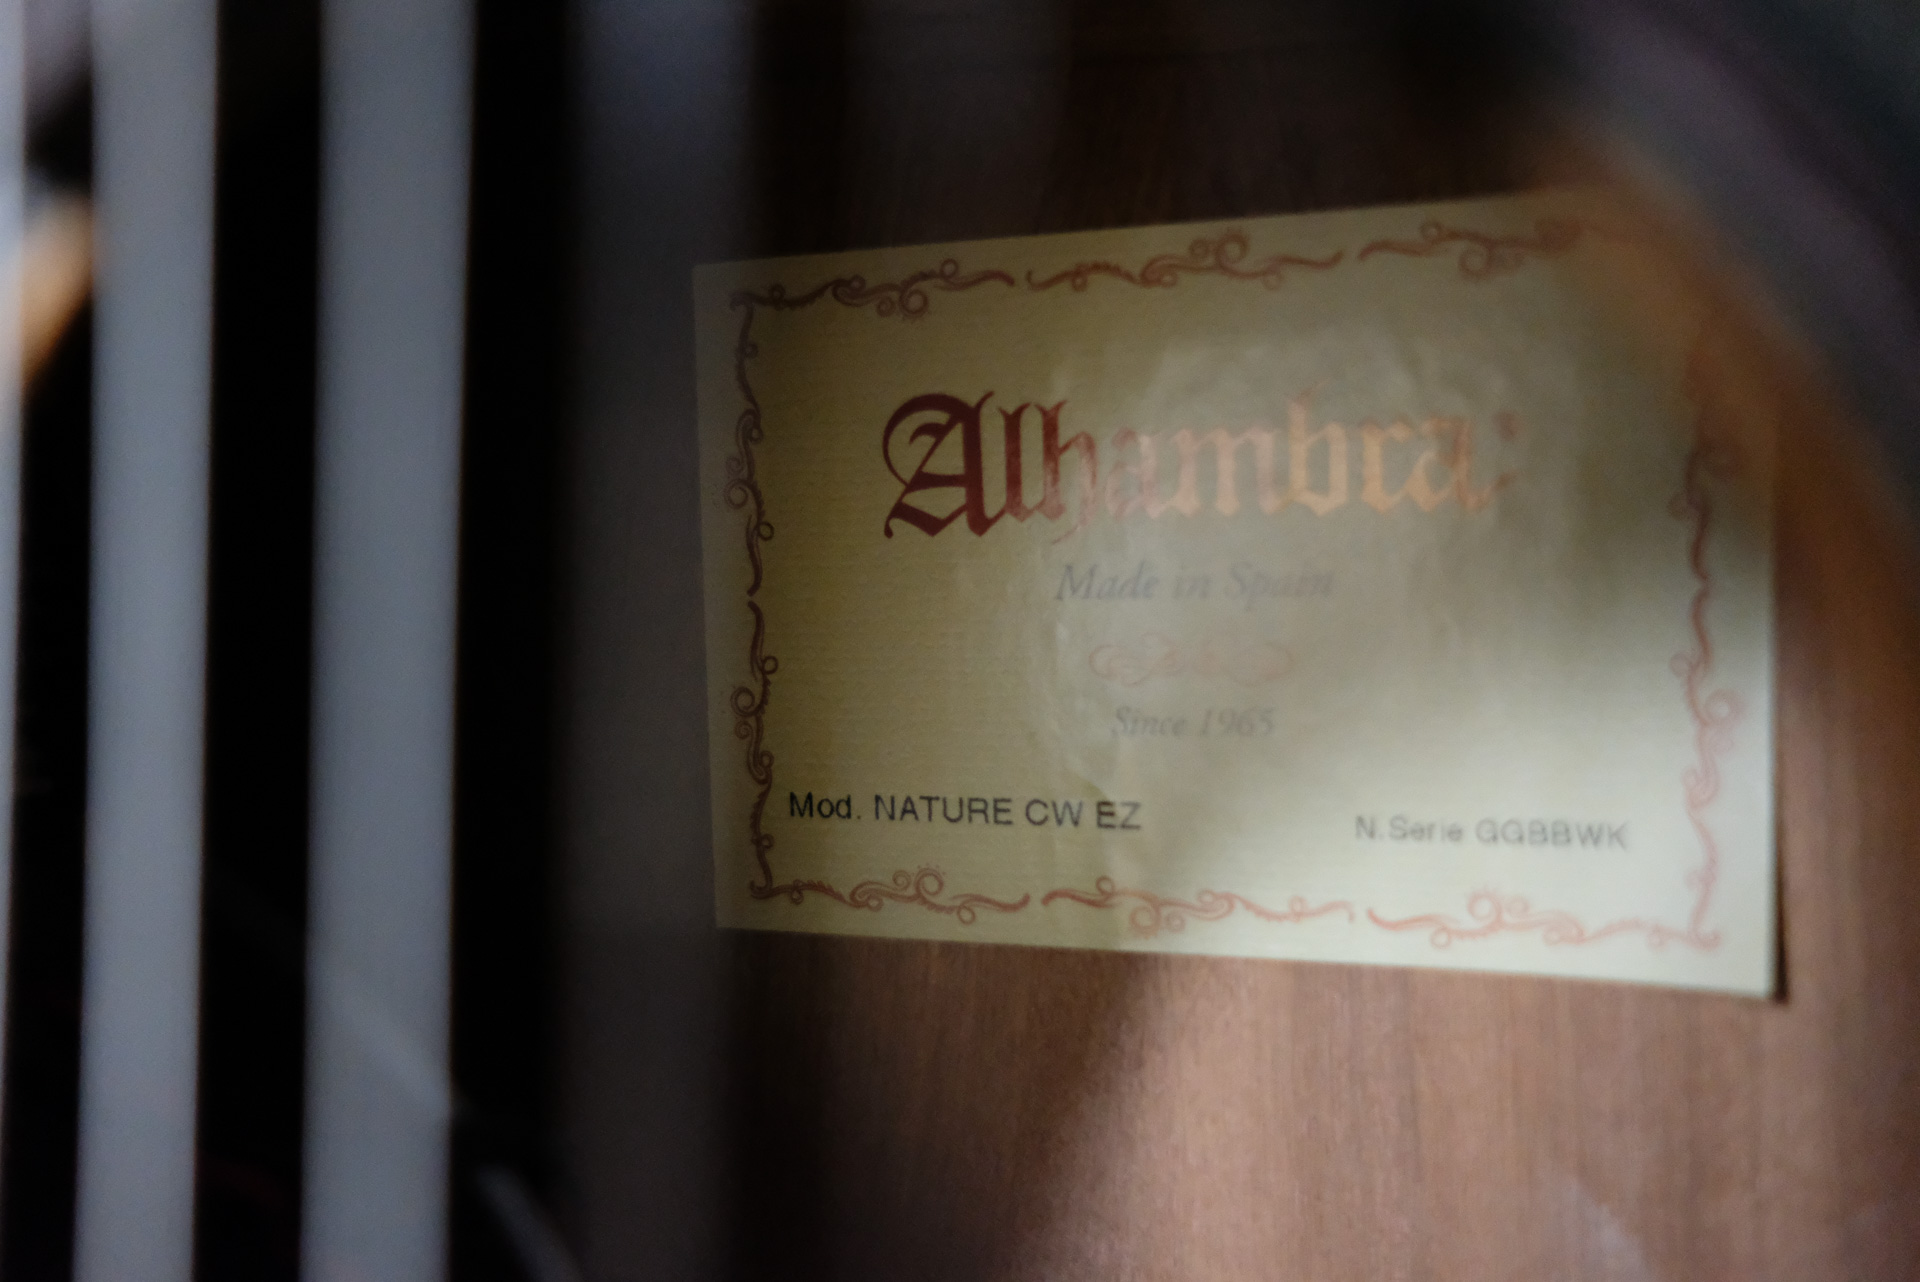 Alhambra
Made in Spain
Since 1965
Mod. NATURE CW EZ
N.Serie GGBBWK